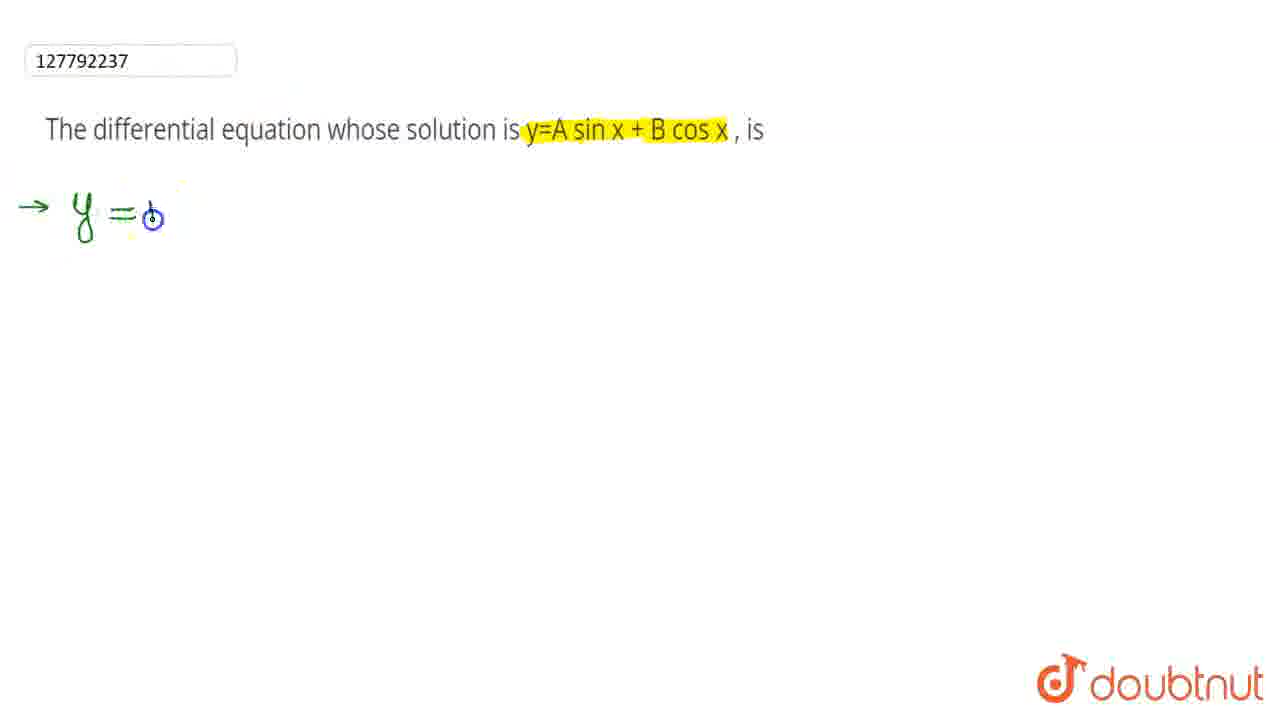 127792237
The differential equation whose solution is y=A sin x + B cos x , is
→ y =
doubtnut